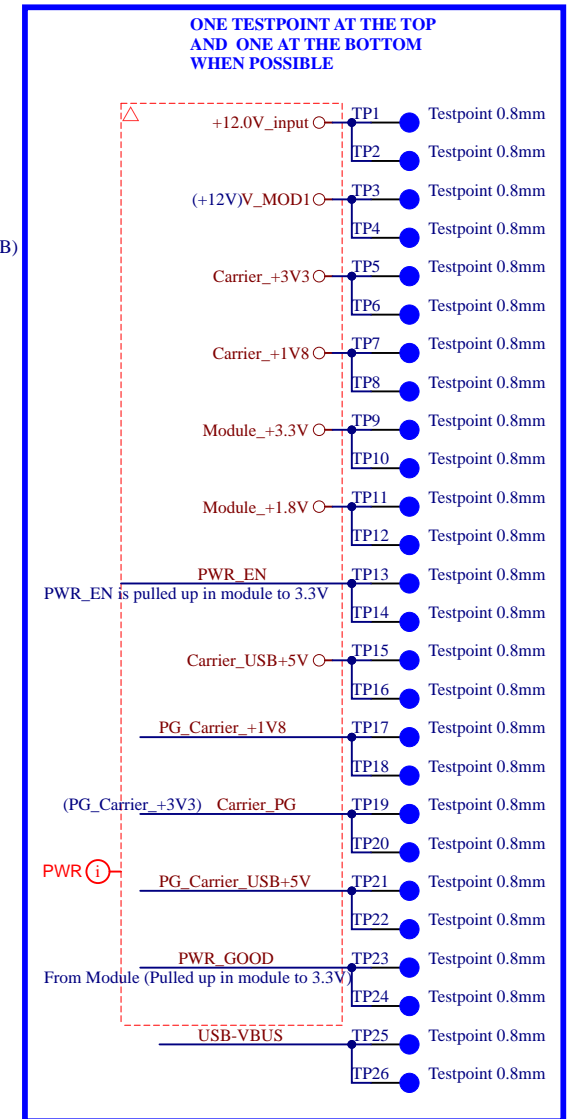 ONE TESTPOINT AT THE TOP
AND ONE AT THE BOTTOM
WHEN POSSIBLE
+12.0V_input TP1 Testpoint 0.8mm
TP2 Testpoint 0.8mm
(+12V)V_MOD1 TP3 Testpoint 0.8mm
TP4 Testpoint 0.8mm
B)
Carrier_+3V3 TP5 Testpoint 0.8mm
TP6 Testpoint 0.8mm
Carrier_+1V8 TP7 Testpoint 0.8mm
TP8 Testpoint 0.8mm
Module_+3.3V TP9 Testpoint 0.8mm
TP10 Testpoint 0.8mm
Module_+1.8V TP11 Testpoint 0.8mm
TP12 Testpoint 0.8mm
PWR_EN TP13 Testpoint 0.8mm
PWR_EN is pulled up in module to 3.3V
TP14 Testpoint 0.8mm
Carrier_USB+5V TP15 Testpoint 0.8mm
TP16 Testpoint 0.8mm
PG_Carrier_+1V8 TP17 Testpoint 0.8mm
TP18 Testpoint 0.8mm
(PG_Carrier_+3V3) Carrier_PG TP19 Testpoint 0.8mm
TP20 Testpoint 0.8mm
PWR i
PG_Carrier_USB+5V TP21 Testpoint 0.8mm
TP22 Testpoint 0.8mm
PWR_GOOD TP23 Testpoint 0.8mm
From Module (Pulled up in module to 3.3V)
TP24 Testpoint 0.8mm
USB-VBUS TP25 Testpoint 0.8mm
TP26 Testpoint 0.8mm